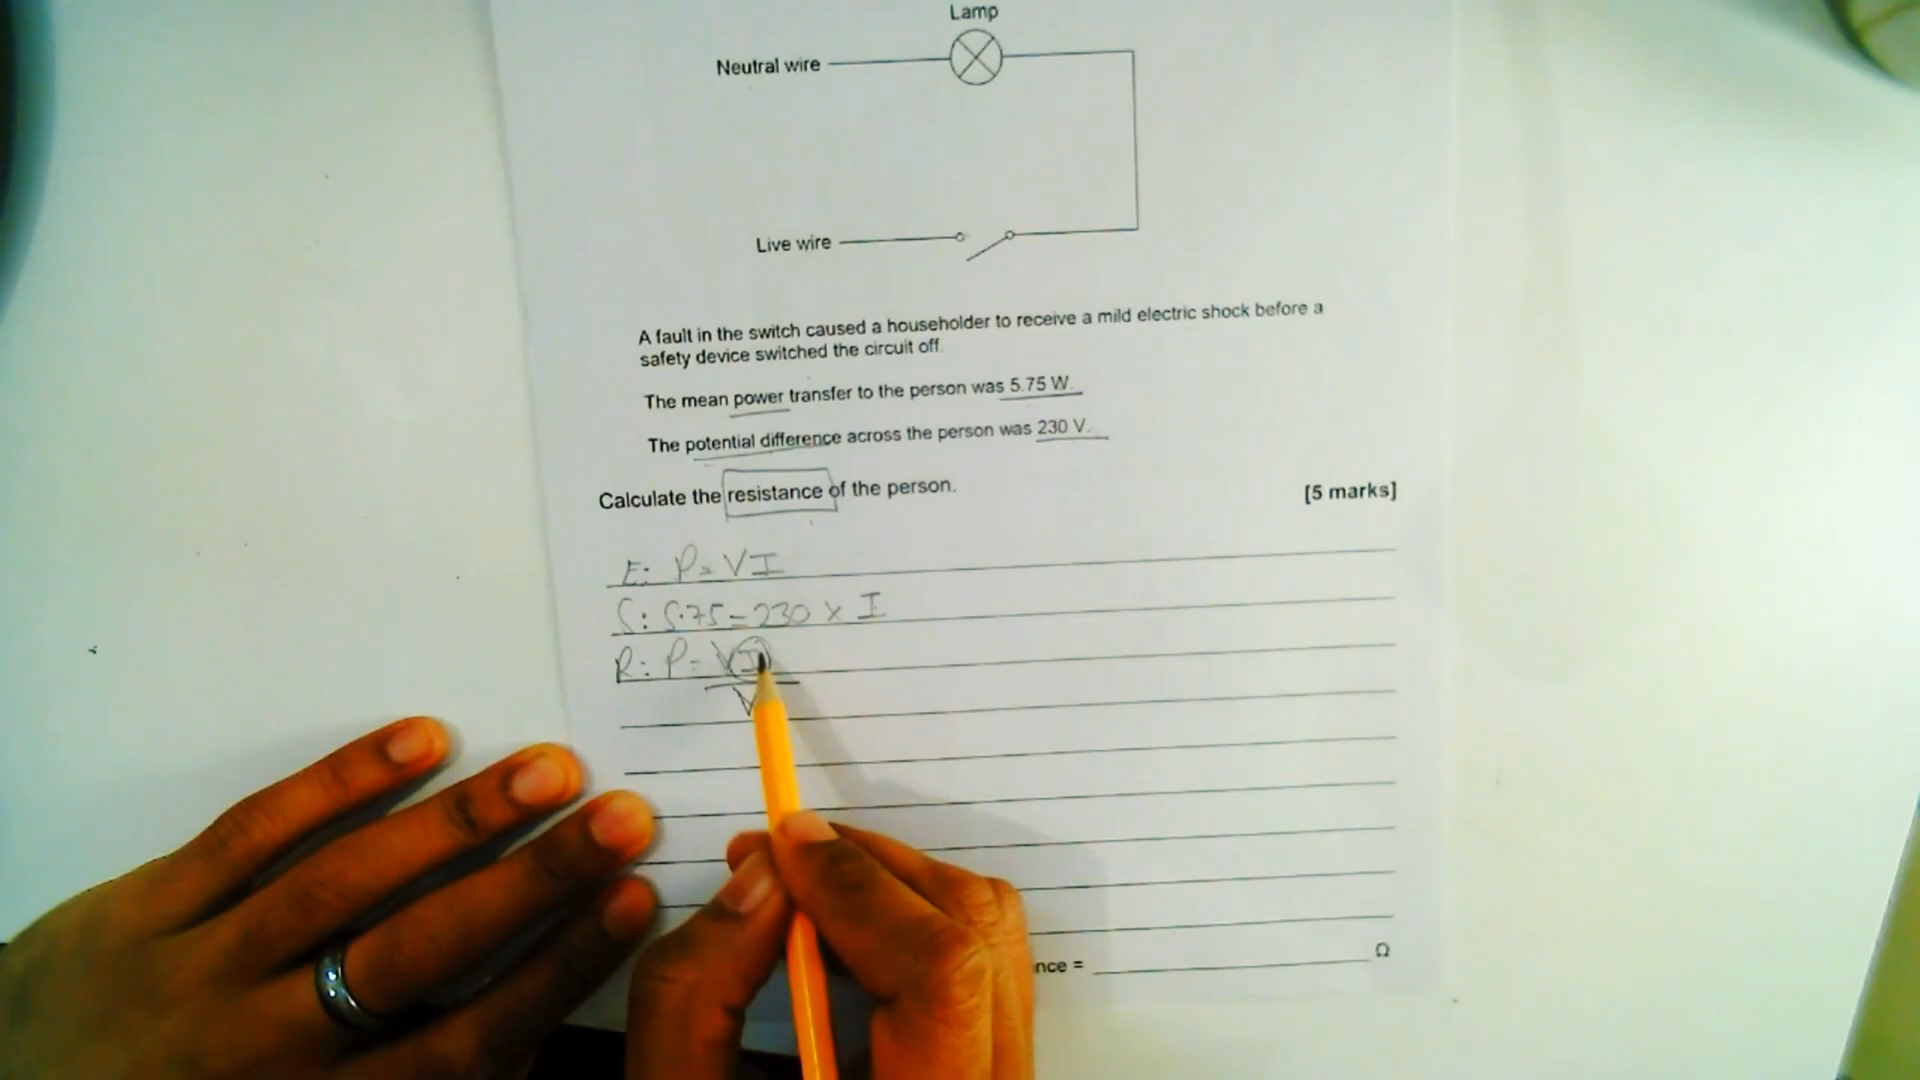 Lamp
Neutral wire
Live wire
A fault in the switch caused a householder to receive a mild electric shock before a
safety device switched the circuit off
The mean power transfer to the person was 5.75 W.
The potential difference across the person was 230 V.
Calculate the resistance of the person.
[5 marks]
E: P = VI
S: 5.75 = 230 × I
R: P = VI
V
nce = Ω